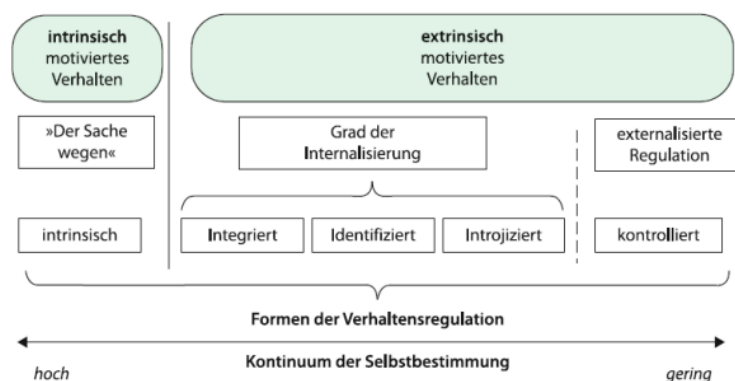 intrinsisch
motiviertes
Verhalten
extrinsisch
motiviertes
Verhalten
»Der Sache
wegen«
Grad der
Internalisierung
externalisierte
Regulation
intrinsisch
Integriert
Identifiziert
Introjiziert
kontrolliert
Formen der Verhaltensregulation
Kontinuum der Selbstbestimmung
hoch
gering